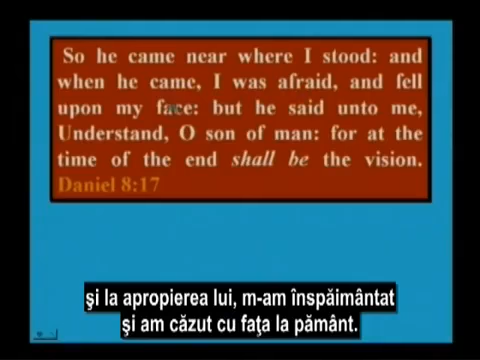 So he came near where I stood: and
when he came, I was afraid, and fell
upon my face: but he said unto me,
Understand, O son of man: for at the
time of the end shall be the vision.
Daniel 8:17
şi la apropierea lui, m-am înspăimântat
şi am căzut cu faţa la pământ.